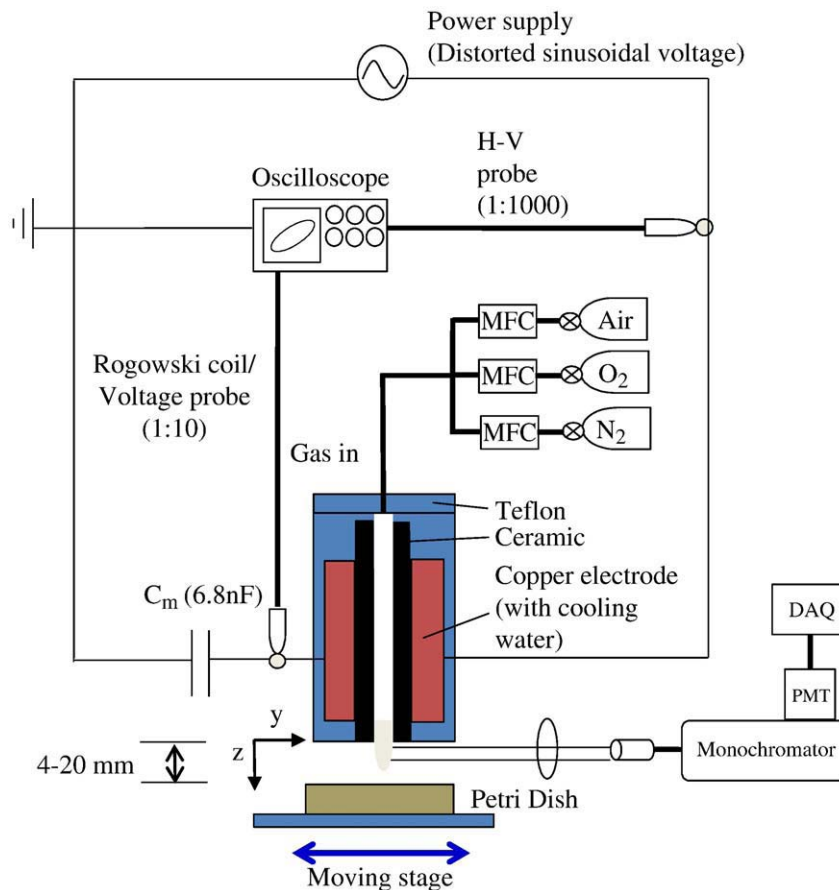 Power supply
(Distorted sinusoidal voltage)
H-V
probe
(1:1000)
Oscilloscope
MFC
Air
Rogowski coil/
Voltage probe
(1:10)
MFC
O₂
MFC
N₂
Gas in
Teflon
Ceramic
Copper electrode
(with cooling
water)
Cₘ (6.8nF)
DAQ
PMT
y
z
4-20 mm
Monochromator
Petri Dish
Moving stage